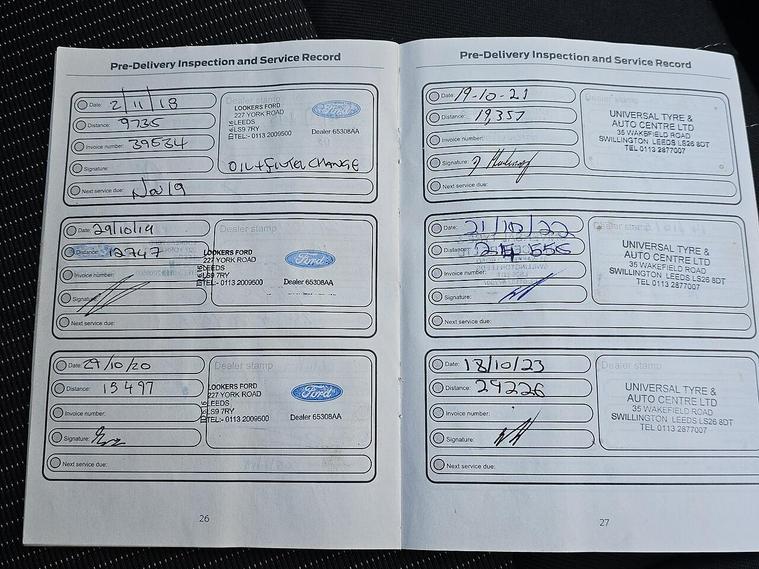 Pre-Delivery Inspection and Service Record
Date: 2/11/18
Distance: 9735
Invoice number: 39534
Signature:
Next service due: Nov 19
Dealer stamp
LOOKERS FORD
227 YORK ROAD
LEEDS
LS9 7RY
TEL:- 0113 2009500
Ford
Dealer 65308AA
OIL + FILTER CHANGE
Date: 29/10/19
Distance: 12747
Invoice number:
Signature:
Next service due:
Dealer stamp
LOOKERS FORD
227 YORK ROAD
LEEDS
LS9 7RY
TEL:- 0113 2009500
Ford
Dealer 65308AA
Date: 29/10/20
Distance: 15497
Invoice number:
Signature:
Next service due:
Dealer stamp
LOOKERS FORD
227 YORK ROAD
LEEDS
LS9 7RY
TEL:- 0113 2009500
Ford
Dealer 65308AA
26
Pre-Delivery Inspection and Service Record
Date: 19-10-21
Distance: 19,357
Invoice number:
Signature:
Next service due:
Dealer stamp
UNIVERSAL TYRE &
AUTO CENTRE LTD
35 WAKEFIELD ROAD
SWILLINGTON LEEDS LS26 8DT
TEL 0113 2877007
Date: 21/10/22
Distance:
Invoice number:
Signature:
Next service due:
Dealer stamp
UNIVERSAL TYRE &
AUTO CENTRE LTD
35 WAKEFIELD ROAD
SWILLINGTON LEEDS LS26 8DT
TEL 0113 2877007
Date: 18/10/23
Distance: 29226
Invoice number:
Signature:
Next service due:
Dealer stamp
UNIVERSAL TYRE &
AUTO CENTRE LTD
35 WAKEFIELD ROAD
SWILLINGTON LEEDS LS26 8DT
TEL 0113 2877007
27